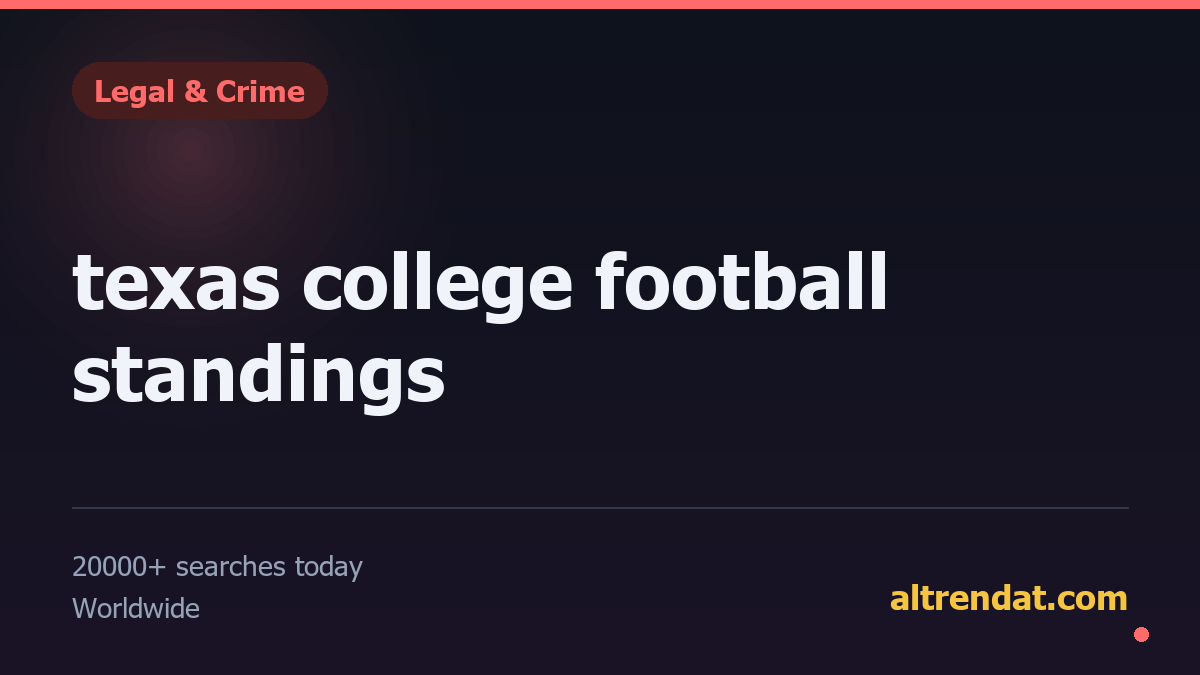 Legal & Crime
texas college football
standings
20000+ searches today
Worldwide
altrendat.com